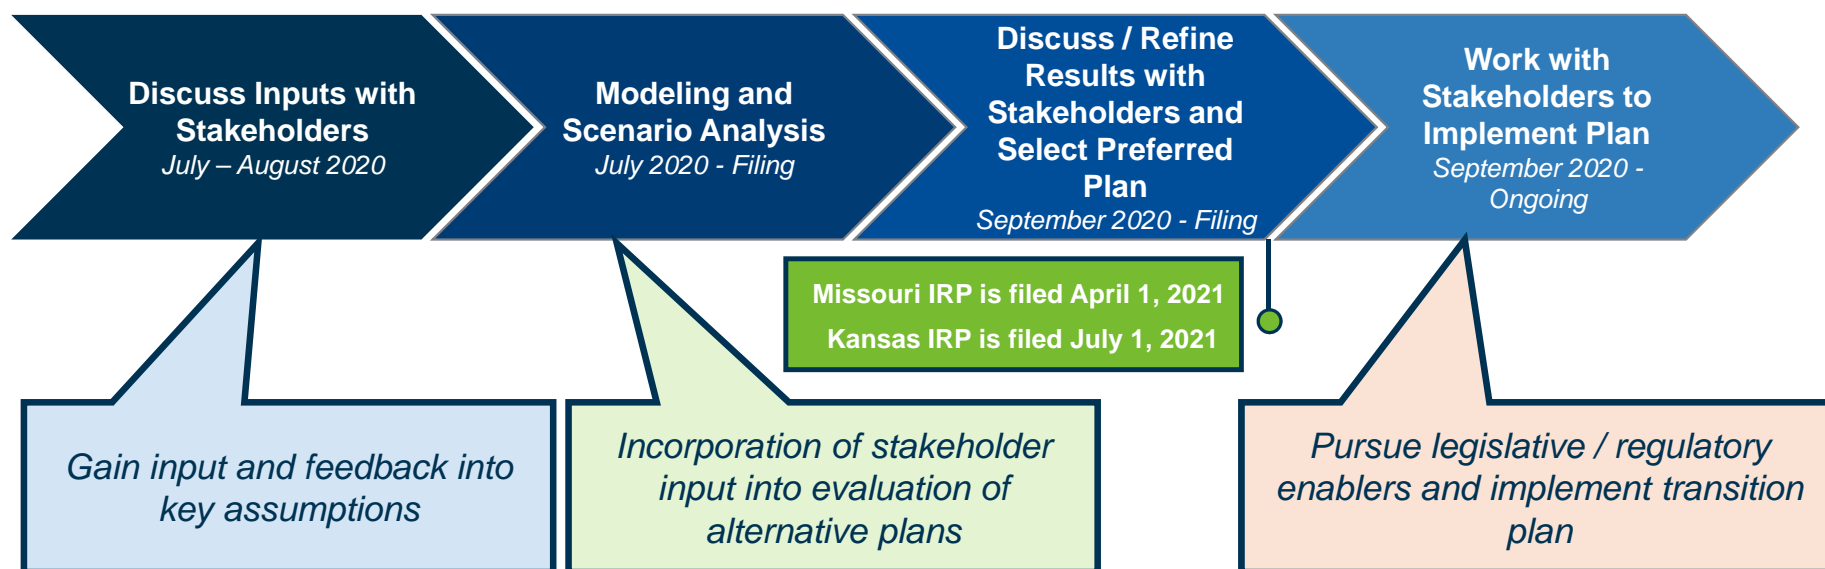 Discuss Inputs with
Stakeholders
July – August 2020
Modeling and
Scenario Analysis
July 2020 - Filing
Discuss / Refine
Results with
Stakeholders and
Select Preferred
Plan
September 2020 - Filing
Work with
Stakeholders to
Implement Plan
September 2020 -
Ongoing
Missouri IRP is filed April 1, 2021
Kansas IRP is filed July 1, 2021
Gain input and feedback into
key assumptions
Incorporation of stakeholder
input into evaluation of
alternative plans
Pursue legislative / regulatory
enablers and implement transition
plan